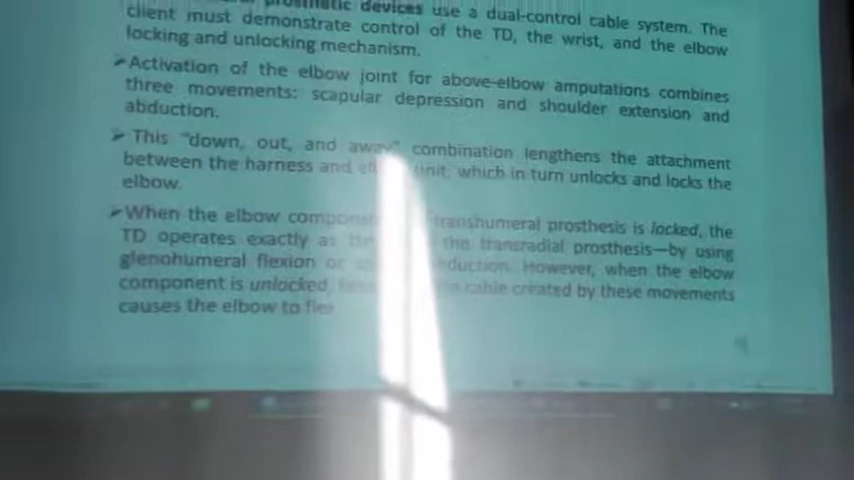 prosthetic devices use a dual-control cable system. The
client must demonstrate control of the TD, the wrist, and the elbow
locking and unlocking mechanism.
➢Activation of the elbow joint for above-elbow amputations combines
three movements: scapular depression and shoulder extension and
abduction.
➢ This "down, out, and away" combination lengthens the attachment
between the harness and unit, which in turn unlocks and locks the
elbow.
➢When the elbow transhumeral prosthesis is locked, the
TD operates exactly as the transradial prosthesis—by using
glenohumeral flexion or However, when the elbow
component is unlocked, cable created by these movements
causes the elbow to flex